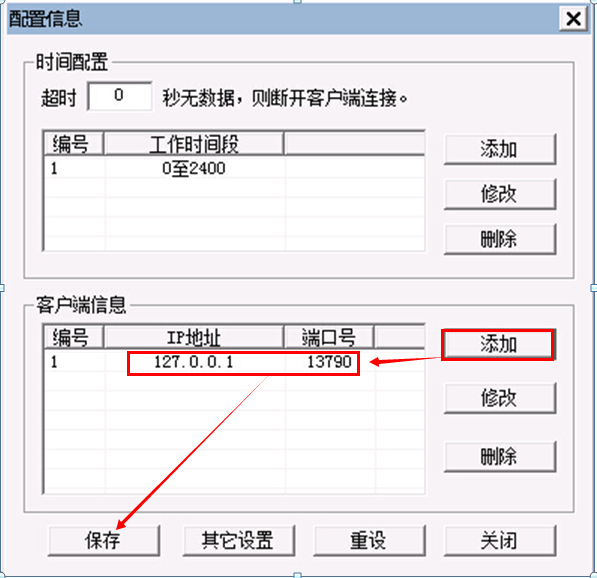 配置信息
时间配置
超时 0 秒无数据，则断开客户端连接。
编号 工作时间段
1 0至2400
添加
修改
删除
客户端信息
编号 IP地址 端口号
1 127.0.0.1 13790
添加
修改
删除
保存 其它设置 重设 关闭